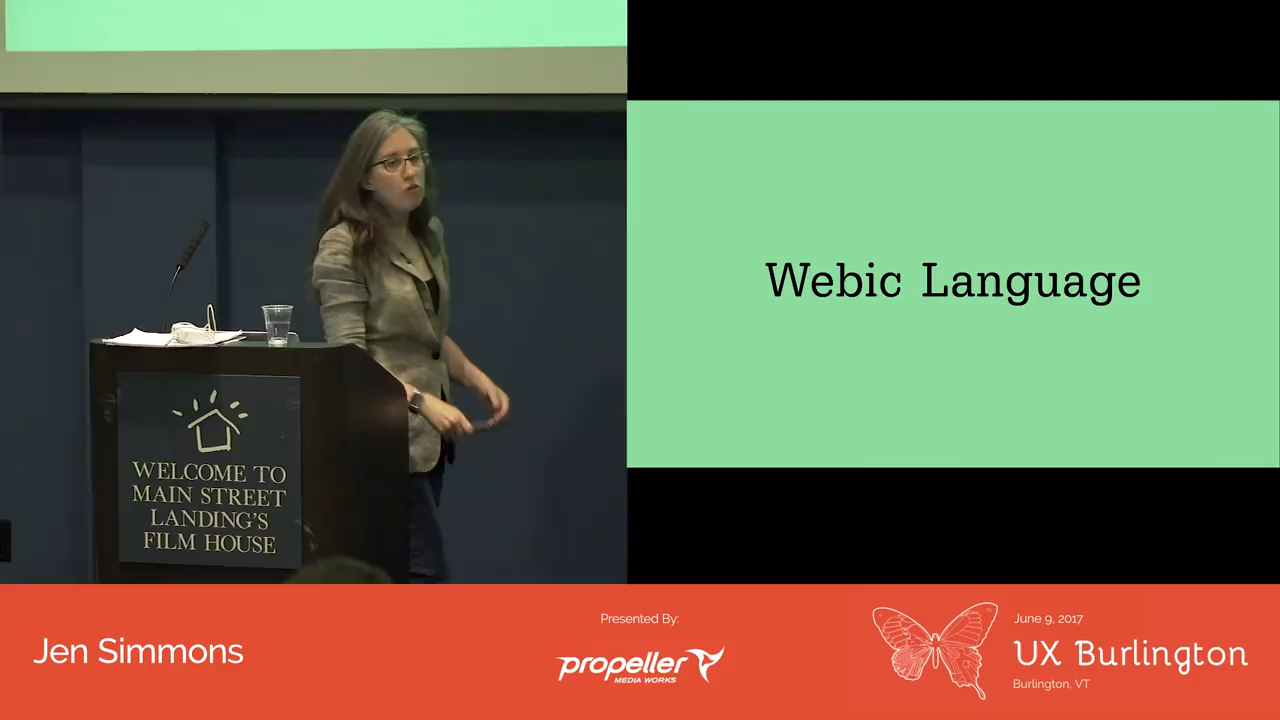 Webic Language
WELCOME TO
MAIN STREET
LANDING'S
FILM HOUSE
Jen Simmons
Presented By:
propeller
MEDIA WORKS
June 9, 2017
UX Burlington
Burlington, VT